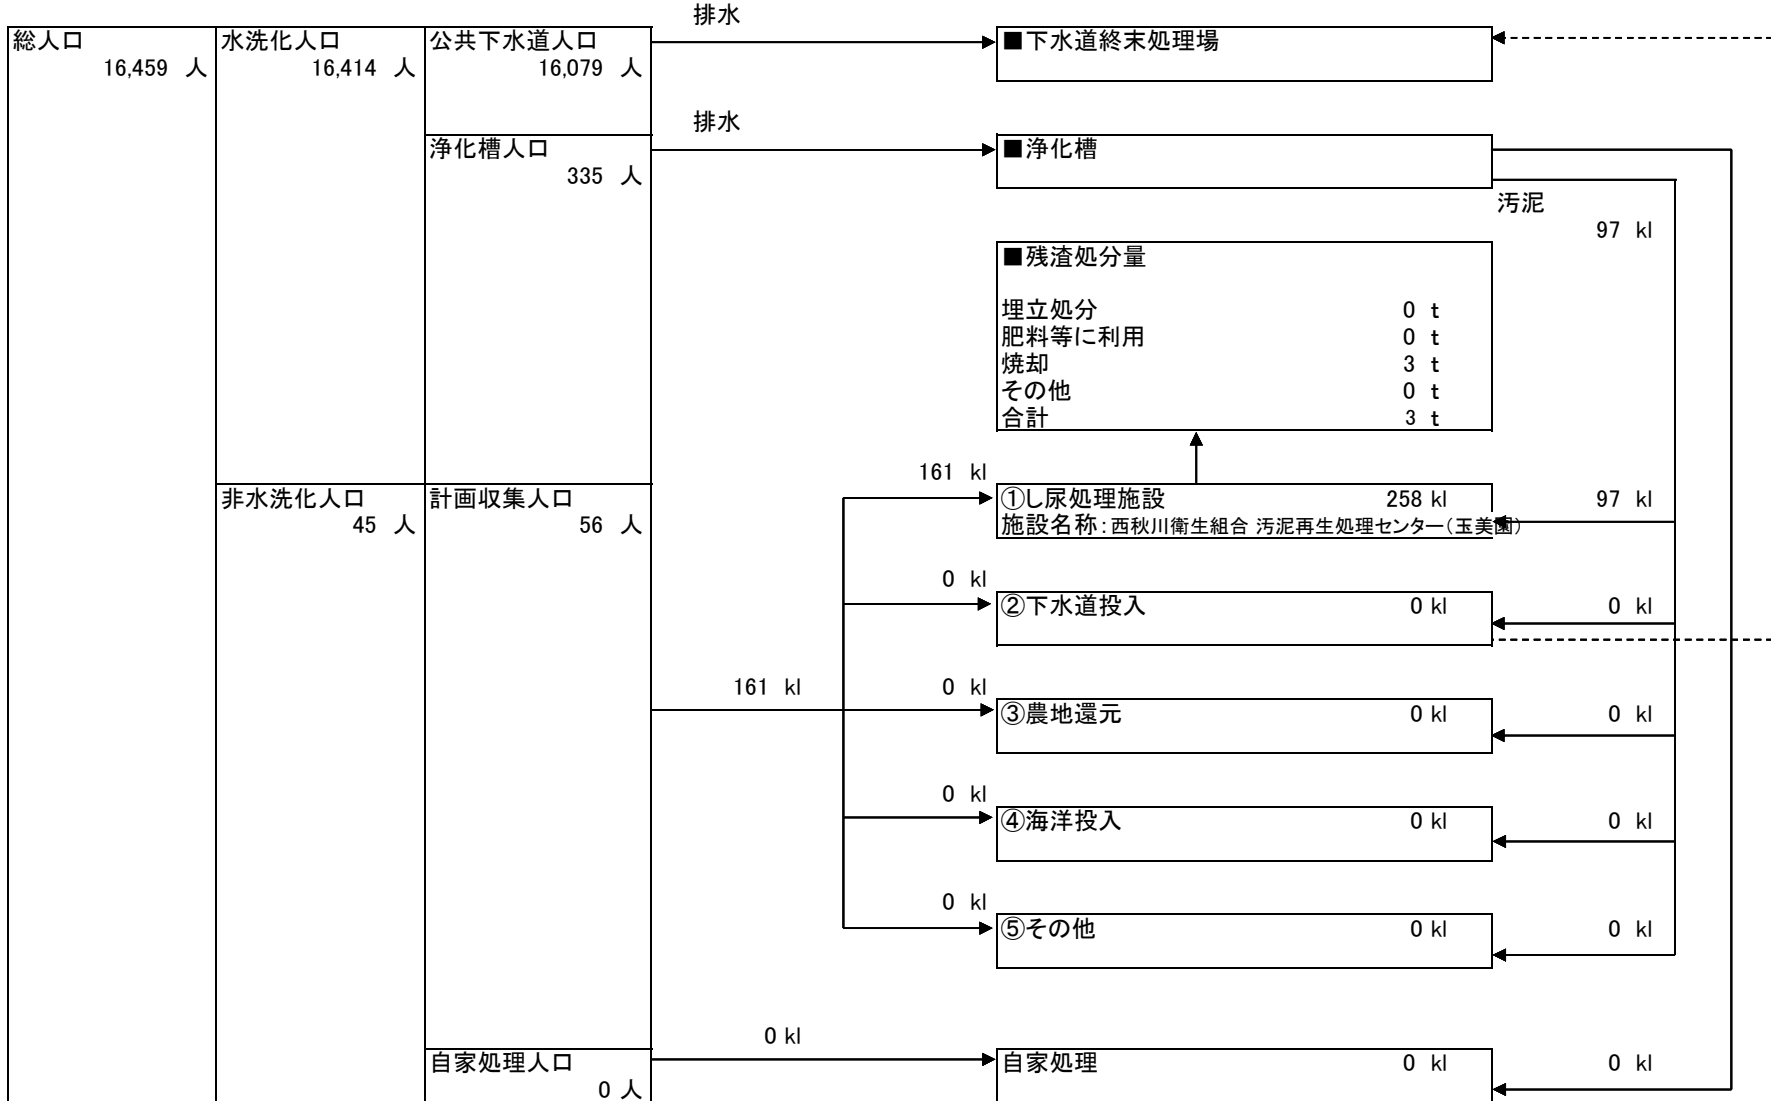 排水
総人口
16,459 人
水洗化人口
16,414 人
公共下水道人口
16,079 人
■下水道終末処理場
排水
浄化槽人口
335 人
■浄化槽
汚泥
97 kl
■残渣処分量
埋立処分 0 t
肥料等に利用 0 t
焼却 3 t
その他 0 t
合計 3 t
161 kl
非水洗化人口
45 人
計画収集人口
56 人
①し尿処理施設 258 kl
施設名称：西秋川衛生組合 汚泥再生処理センター（玉美園）
97 kl
0 kl
②下水道投入 0 kl
0 kl
161 kl
0 kl
③農地還元 0 kl
0 kl
0 kl
④海洋投入 0 kl
0 kl
0 kl
⑤その他 0 kl
0 kl
0 kl
自家処理人口
0 人
自家処理 0 kl
0 kl